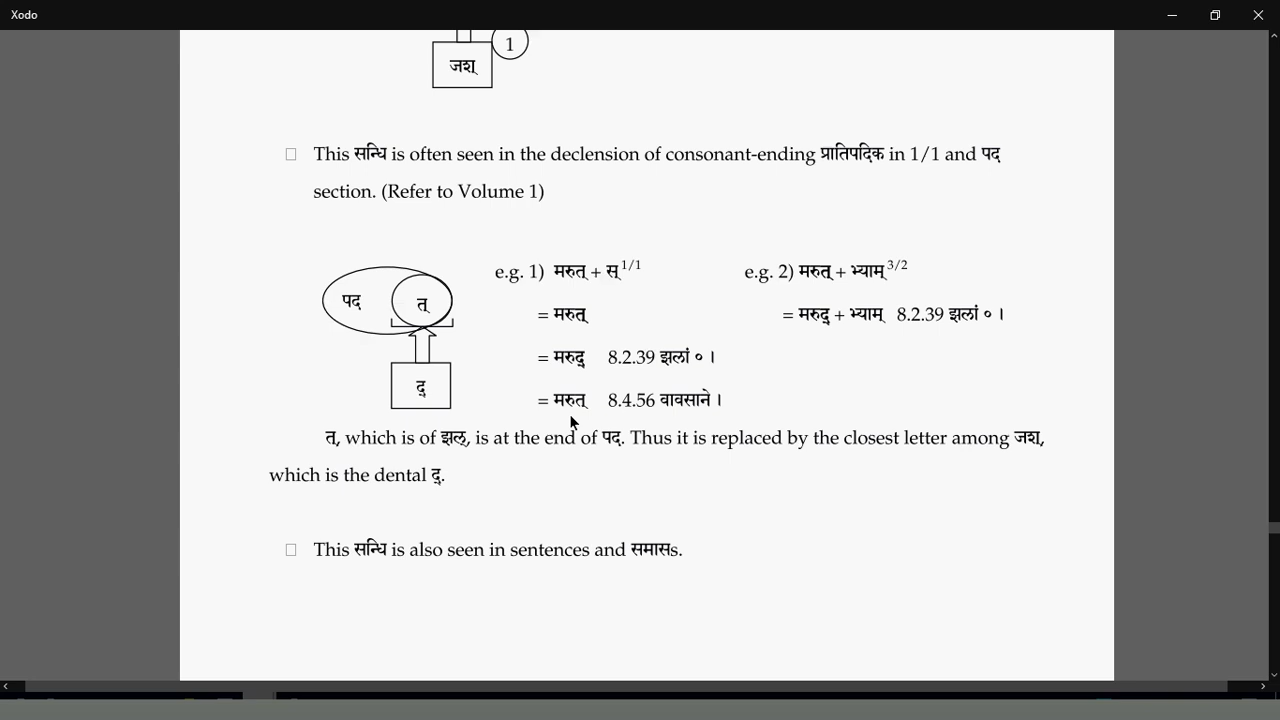 Xodo
1
जश्
This सन्धि is often seen in the declension of consonant-ending प्रातिपदिक in 1/1 and पद
section. (Refer to Volume 1)
e.g. 1) मरुत् + स् 1/1
e.g. 2) मरुत् + भ्याम् 3/2
पद त्
= मरुत्
= मरुद् + भ्याम् 8.2.39 झलां ० ।
= मरुद् 8.2.39 झलां ० ।
द्
= मरुत् 8.4.56 वावसाने ।
त्, which is of झल्, is at the end of पद. Thus it is replaced by the closest letter among जश्,
which is the dental द्.
This सन्धि is also seen in sentences and समासs.